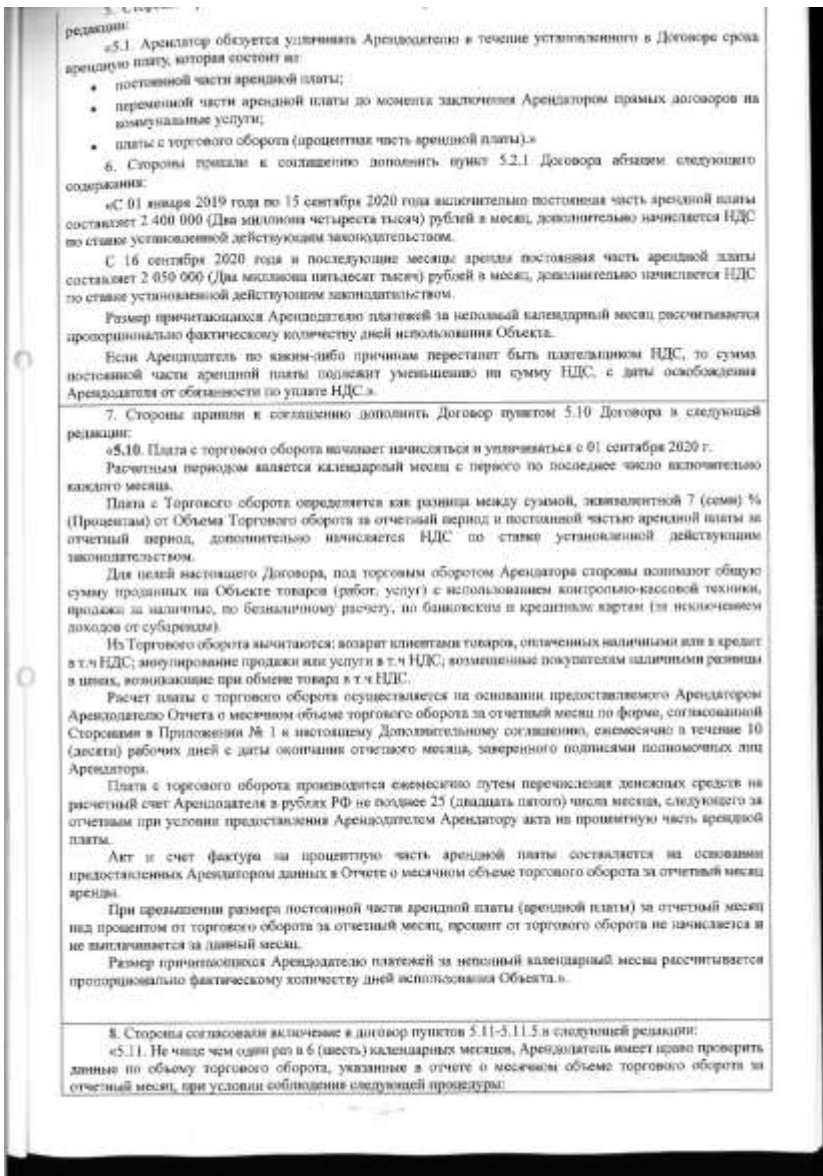 редакции:
«5.1. Арендатор обязуется уплачивать Арендодателю в течение установленного в Договоре срока
арендную плату, которая состоит из:
• постоянной части арендной платы;
• переменной части арендной платы до момента заключения Арендатором прямых договоров на
коммунальные услуги;
• платы с торгового оборота (процентная часть арендной платы).»
6. Стороны пришли к соглашению дополнить пункт 5.2.1 Договора абзацем следующего
содержания:
«С 01 января 2019 года по 15 сентября 2020 года включительно постоянная часть арендной платы
составляет 2 400 000 (Два миллиона четыреста тысяч) рублей в месяц, дополнительно начисляется НДС
по ставке установленной действующим законодательством.
С 16 сентября 2020 года и последующие месяцы аренды постоянная часть арендной платы
составляет 2 050 000 (Два миллиона пятьдесят тысяч) рублей в месяц, дополнительно начисляется НДС
по ставке установленной действующим законодательством.
Размер причитающихся Арендодателю платежей за неполный календарный месяц рассчитывается
пропорционально фактическому количеству дней использования Объекта.
Если Арендодатель по каким-либо причинам перестанет быть плательщиком НДС, то сумма
постоянной части арендной платы подлежит уменьшению на сумму НДС, с даты освобождения
Арендодателя от обязанности по уплате НДС.».
7. Стороны пришли к соглашению дополнить Договор пунктом 5.10 Договора в следующей
редакции:
«5.10. Плата с торгового оборота начинает начисляться и уплачиваться с 01 сентября 2020 г.
Расчетным периодом является календарный месяц с первого по последнее число включительно
каждого месяца.
Плата с Торгового оборота определяется как разница между суммой, эквивалентной 7 (семи) %
(Процентам) от Объема Торгового оборота за отчетный период и постоянной частью арендной платы за
отчетный период, дополнительно начисляется НДС по ставке установленной действующим
законодательством.
Для целей настоящего Договора, под торговым оборотом Арендатора стороны понимают общую
сумму проданных на Объекте товаров (работ, услуг) с использованием контрольно-кассовой техники,
продажи за наличные, по безналичному расчету, по банковским и кредитным картам (за исключением
доходов от субаренды).
Из Торгового оборота вычитаются: возврат клиентами товаров, оплаченных наличными или в кредит
в т.ч НДС; аннулирование продажи или услуги в т.ч НДС; возмещенные покупателям наличными разницы
в ценах, возникающие при обмене товара в т.ч НДС.
Расчет платы с торгового оборота осуществляется на основании предоставляемого Арендатором
Арендодателю Отчета о месячном объеме торгового оборота за отчетный месяц по форме, согласованной
Сторонами в Приложении № 1 к настоящему Дополнительному соглашению, ежемесячно в течение 10
(десяти) рабочих дней с даты окончания отчетного месяца, заверенного подписями полномочных лиц
Арендатора.
Плата с торгового оборота производится ежемесячно путем перечисления денежных средств на
расчетный счет Арендодателя в рублях РФ не позднее 25 (двадцать пятого) числа месяца, следующего за
отчетным при условии предоставления Арендодателем Арендатору акта на процентную часть арендной
платы.
Акт и счет фактура на процентную часть арендной платы составляется на основании
предоставленных Арендатором данных в Отчете о месячном объеме торгового оборота за отчетный месяц
аренды.
При превышении размера постоянной части арендной платы (арендной платы) за отчетный месяц
над процентом от торгового оборота за отчетный месяц, процент от торгового оборота не начисляется и
не выплачивается за данный месяц.
Размер причитающихся Арендодателю платежей за неполный календарный месяц рассчитывается
пропорционально фактическому количеству дней использования Объекта.».
8. Стороны согласовали включение в договор пунктов 5.11-5.11.5 в следующей редакции:
«5.11. Не чаще чем один раз в 6 (шесть) календарных месяцев, Арендодатель имеет право проверить
данные по объему торгового оборота, указанные в отчете о месячном объеме торгового оборота за
отчетный месяц, при условии соблюдения следующей процедуры: